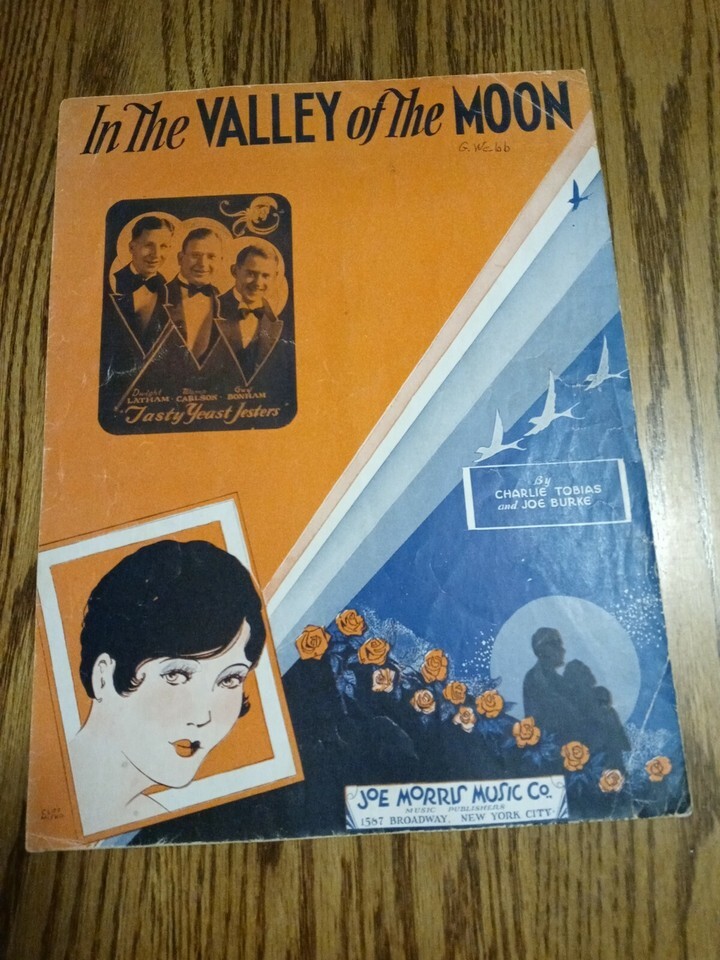 In The VALLEY of The MOON
G. Webb
Dwight Guy
LATHAM · CARLSON · BONHAM
"Tasty Yeast Jesters"
By
CHARLIE TOBIAS
and JOE BURKE
JOE MORRIS MUSIC CO.
MUSIC PUBLISHERS
1587 BROADWAY, NEW YORK CITY